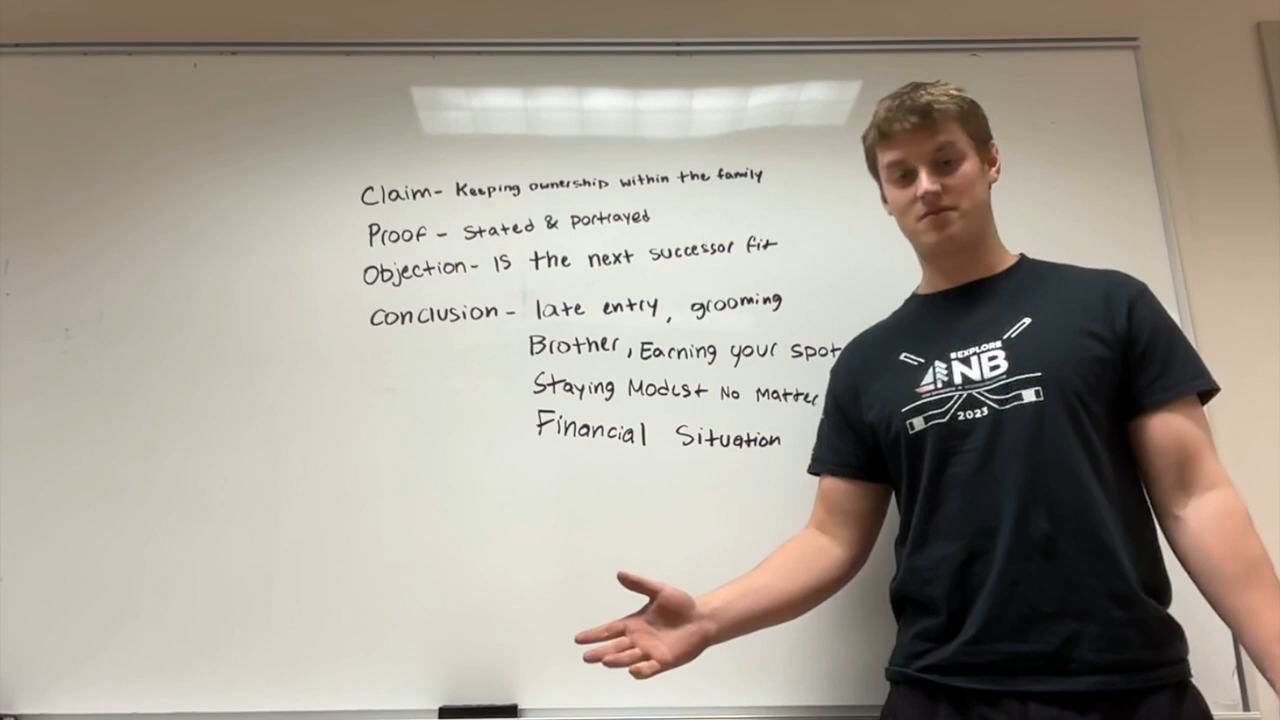 Claim- Keeping ownership within the family
Proof - stated & portrayed
Objection- Is the next successor fit
Conclusion - late entry, grooming
Brother, Earning your spot
Staying Modest No Matter
Financial Situation
EXPLORE
NB
2023